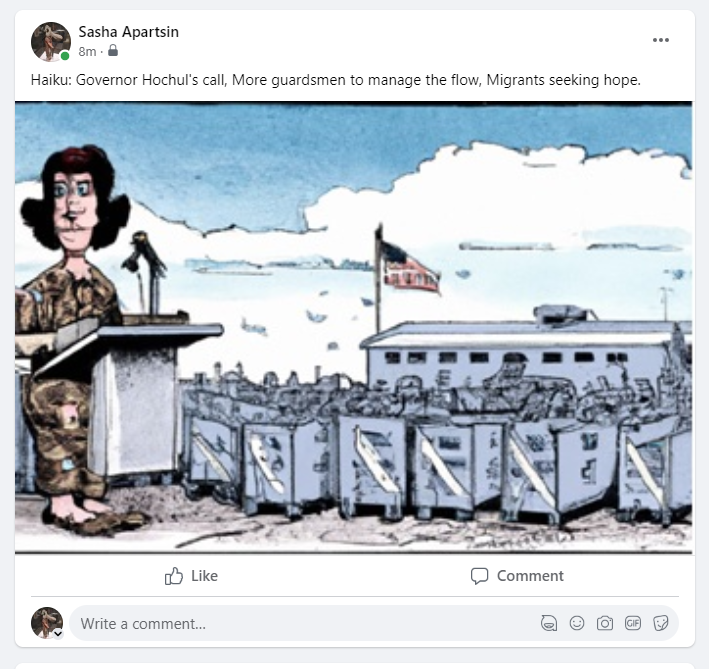 Sasha Apartsin
8m ·
Haiku: Governor Hochul's call, More guardsmen to manage the flow, Migrants seeking hope.
Like
Comment
Write a comment...
GIF